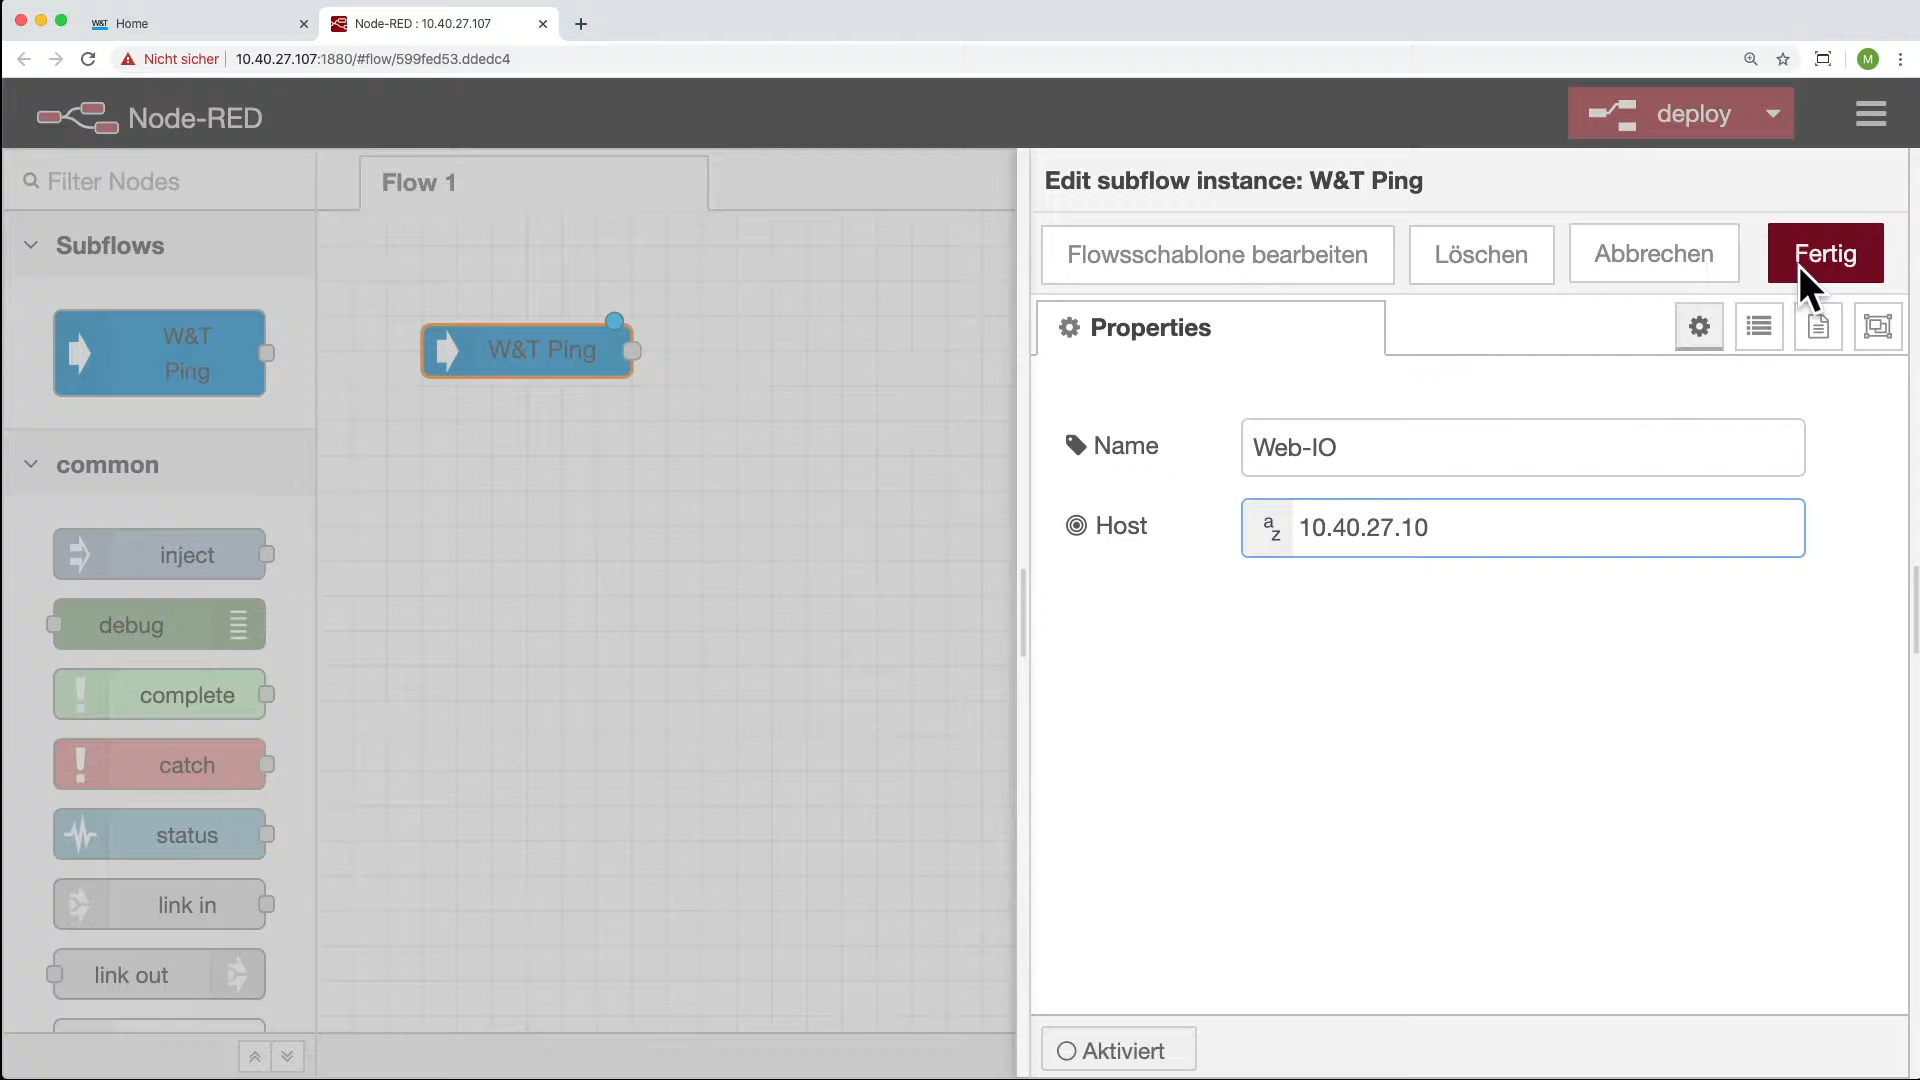 W&T Home
Node-RED : 10.40.27.107
Nicht sicher
10.40.27.107:1880/#flow/599fed53.ddedc4
M
Node-RED
deploy
Filter Nodes
Flow 1
Edit subflow instance: W&T Ping
Subflows
Flowsschablone bearbeiten
Löschen
Abbrechen
Fertig
W&T
Ping
W&T Ping
Properties
common
Name
Web-IO
Host
az
10.40.27.10
inject
debug
complete
catch
status
link in
link out
Aktiviert